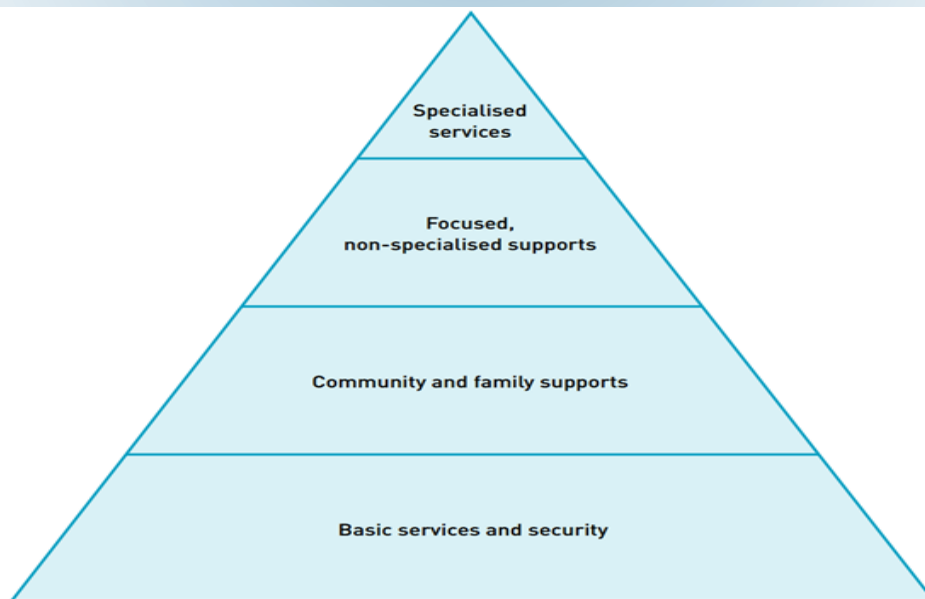 Specialised
services
Focused,
non-specialised supports
Community and family supports
Basic services and security